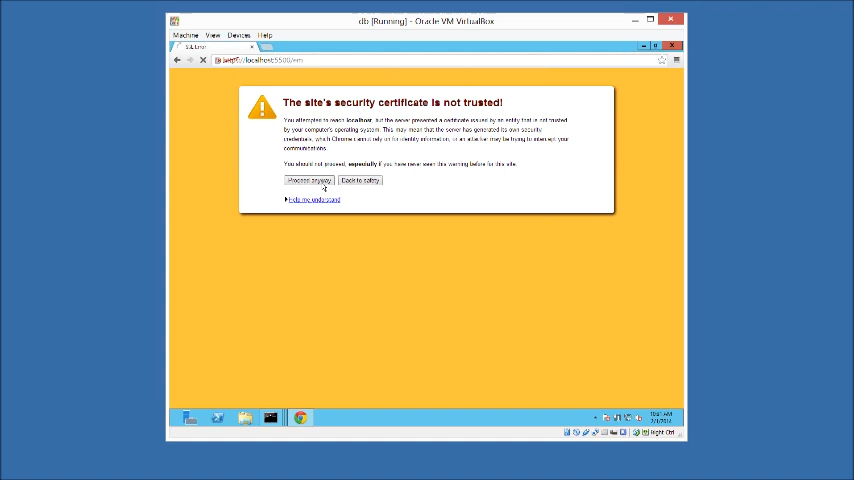 db [Running] - Oracle VM VirtualBox
Machine View Devices Help
SSL Error
https://localhost:5500/em
The site's security certificate is not trusted!
You attempted to reach localhost, but the server presented a certificate issued by an entity that is not trusted
by your computer's operating system. This may mean that the server has generated its own security
credentials, which Chrome cannot rely on for identity information, or an attacker may be trying to intercept your
communications.
You should not proceed, especially if you have never seen this warning before for this site.
Proceed anyway Back to safety
Help me understand
2/1/2014
Right Ctrl